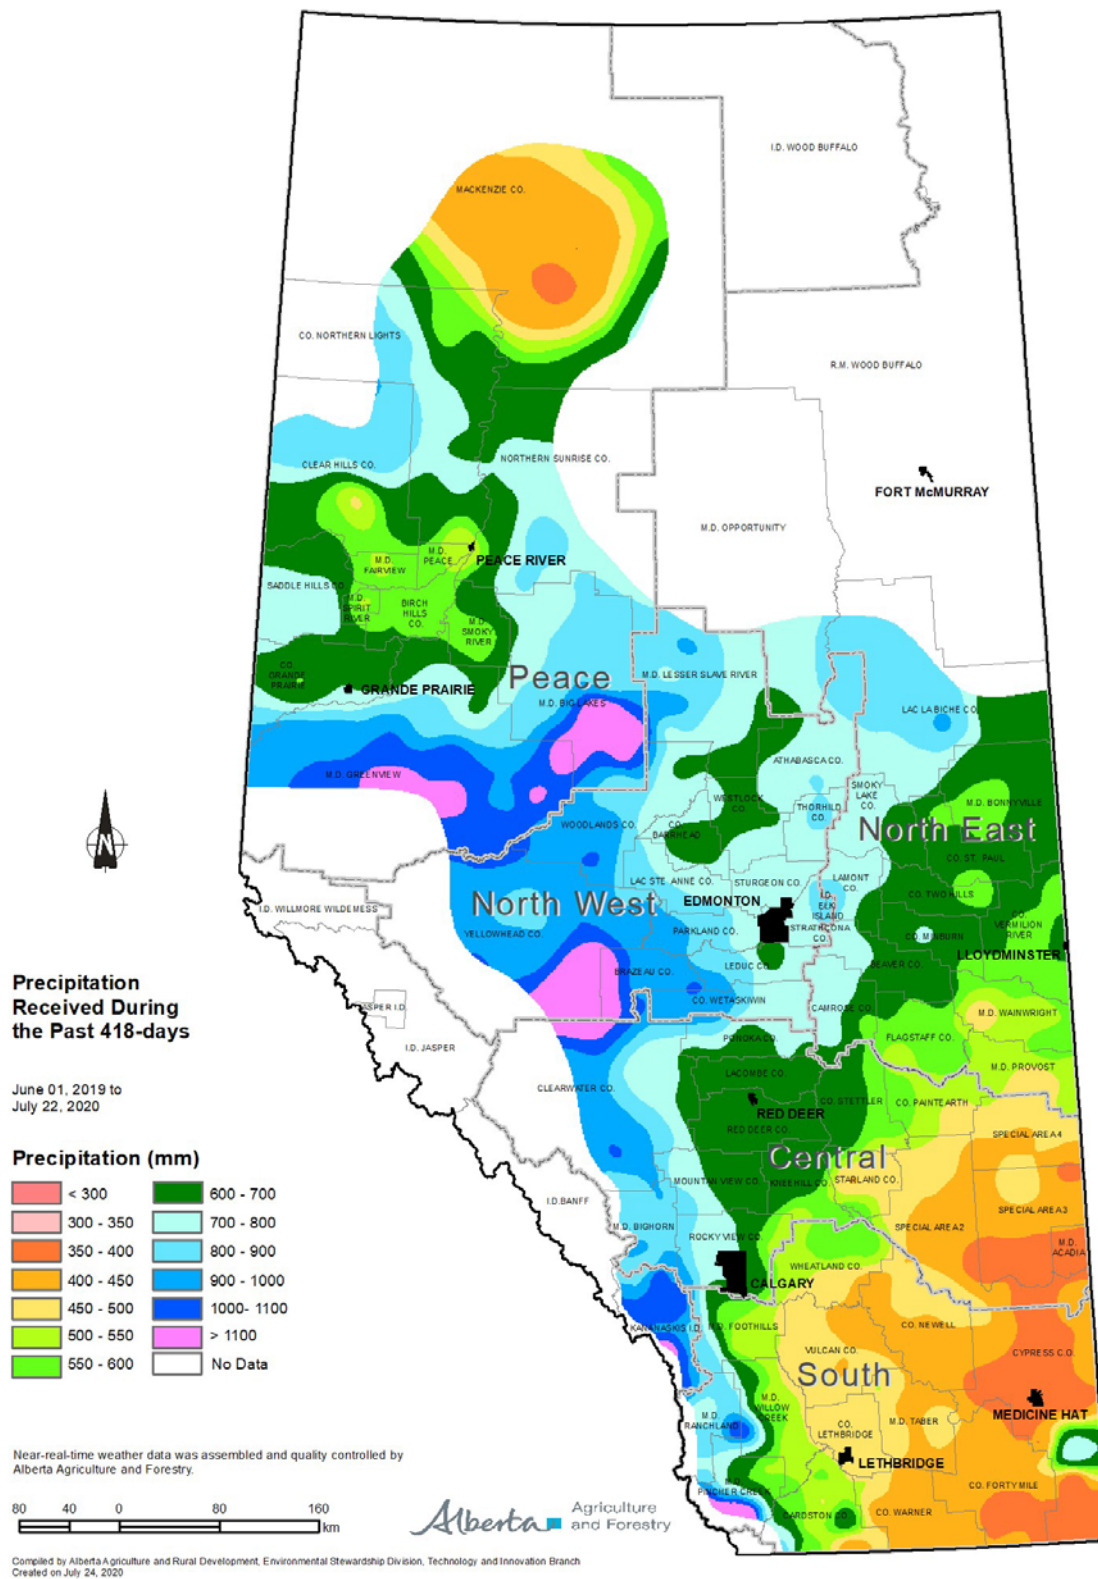 I.D. WOOD BUFFALO
MACKENZIE CO.
CO. NORTHERN LIGHTS
R.M. WOOD BUFFALO
CLEAR HILLS CO.
NORTHERN SUNRISE CO.
FORT McMURRAY
M.D. OPPORTUNITY
M.D.
PEACE
PEACE RIVER
M.D.
FAIRVIEW
SADDLE HILLS CO.
M.D.
SPIRIT
RIVER
BIRCH
HILLS
CO.
M.D.
SMOKY
RIVER
CO.
GRANDE
PRAIRIE
GRANDE PRAIRIE
Peace
M.D. LESSER SLAVE RIVER
M.D. BIG LAKES
LAC LA BICHE CO.
M.D. GREENVIEW
ATHABASCA CO.
SMOKY
LAKE
CO.
WESTLOCK
CO.
THORHILD
CO.
M.D. BONNYVILLE
WOODLANDS CO.
CO.
BARRHEAD
North East
CO. ST. PAUL
LAC STE. ANNE CO.
STURGEON CO.
LAMONT
CO.
CO. TWO HILLS
North West
EDMONTON
I.D.
ELK
ISLAND
I.D. WILLMORE WILDERNESS
YELLOWHEAD CO.
PARKLAND CO.
STRATHCONA
CO.
CO. MINBURN
CO.
VERMILION
RIVER
LLOYDMINSTER
BRAZEAU CO.
LEDUC CO.
BEAVER CO.
CO. WETASKIWIN
CAMROSE CO.
JASPER I.D.
I.D. JASPER
M.D. WAINWRIGHT
PONOKA CO.
FLAGSTAFF CO.
M.D. PROVOST
CLEARWATER CO.
LACOMBE CO.
CO. STETTLER
CO. PAINTEARTH
RED DEER
RED DEER CO.
SPECIAL AREA 4
Central
MOUNTAIN VIEW CO.
KNEEHILL CO.
STARLAND CO.
I.D. BANFF
SPECIAL AREA 3
M.D. BIGHORN
SPECIAL AREA 2
ROCKY VIEW CO.
M.D.
ACADIA
WHEATLAND CO.
CALGARY
KANANASKIS I.D.
M.D. FOOTHILLS
CO. NEWELL
VULCAN CO.
CYPRESS CO.
South
M.D.
WILLOW
CREEK
M.D.
RANCHLAND
CO.
LETHBRIDGE
M.D. TABER
MEDICINE HAT
LETHBRIDGE
M.D.
PINCHER CREEK
CO. FORTY MILE
CARDSTON CO.
CO. WARNER
N
Precipitation
Received During
the Past 418-days
June 01, 2019 to
July 22, 2020
Precipitation (mm)
< 300
300 - 350
350 - 400
400 - 450
450 - 500
500 - 550
550 - 600
600 - 700
700 - 800
800 - 900
900 - 1000
1000- 1100
> 1100
No Data
Near-real-time weather data was assembled and quality controlled by
Alberta Agriculture and Forestry.
80 40 0 80 160
km
Alberta Agriculture
and Forestry
Compiled by Alberta Agriculture and Rural Development, Environmental Stewardship Division, Technology and Innovation Branch
Created on July 24, 2020